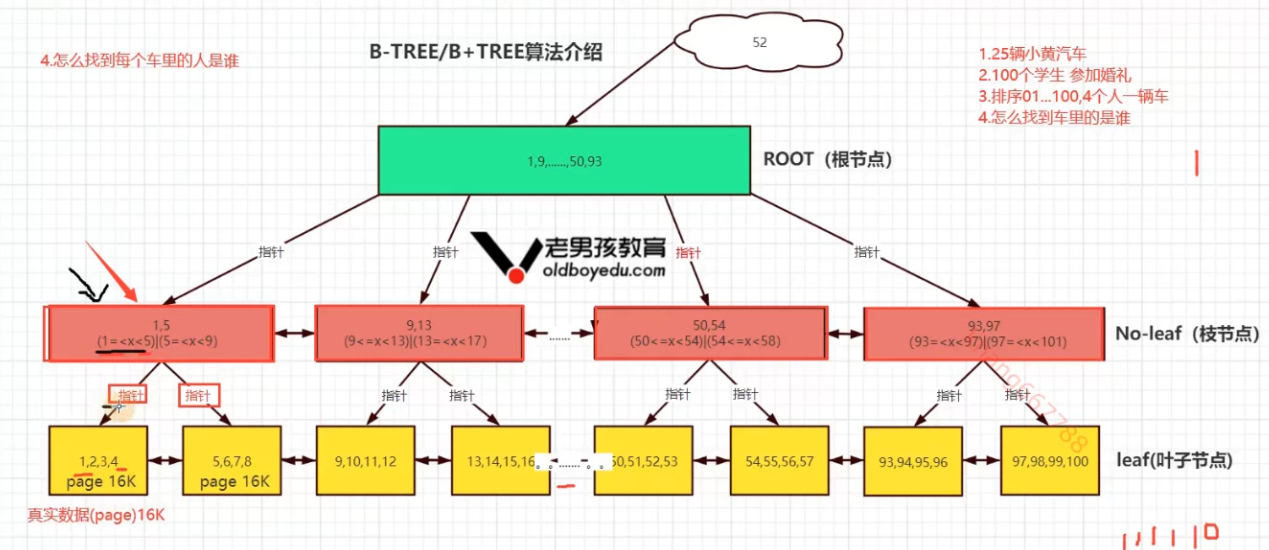 52
B-TREE/B+TREE算法介绍
4.怎么找到每个车里的人是谁
1.25辆小黄汽车
2.100个学生 参加婚礼
3.排序01...100,4个人一辆车
4.怎么找到车里的是谁
1,9,......,50,93
ROOT（根节点）
指针
指针
指针
指针
老男孩教育
oldboyedu.com
1,5
(1=<x<5)|(5=<x<9)
9,13
(9<=x<13)|(13=<x<17)
......
50,54
(50<=x<54)|(54<=x<58)
93,97
(93=<x<97)|(97=<x<101)
No-leaf（枝节点）
指针
指针
指针
指针
指针
指针
指针
指针
1,2,3,4
page 16K
5,6,7,8
page 16K
9,10,11,12
13,14,15,16
.......
50,51,52,53
54,55,56,57
93,94,95,96
97,98,99,100
leaf(叶子节点)
真实数据(page)16K